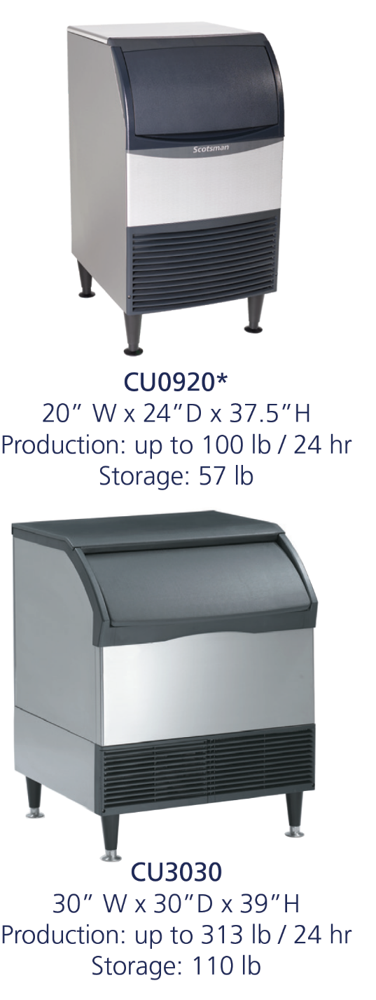 Scotsman
CU0920*
20” W x 24”D x 37.5”H
Production: up to 100 lb / 24 hr
Storage: 57 lb
CU3030
30” W x 30”D x 39”H
Production: up to 313 lb / 24 hr
Storage: 110 lb